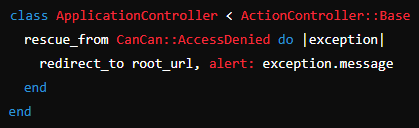 class ApplicationController < ActionController::Base
  rescue_from CanCan::AccessDenied do |exception|
    redirect_to root_url, alert: exception.message
  end
end